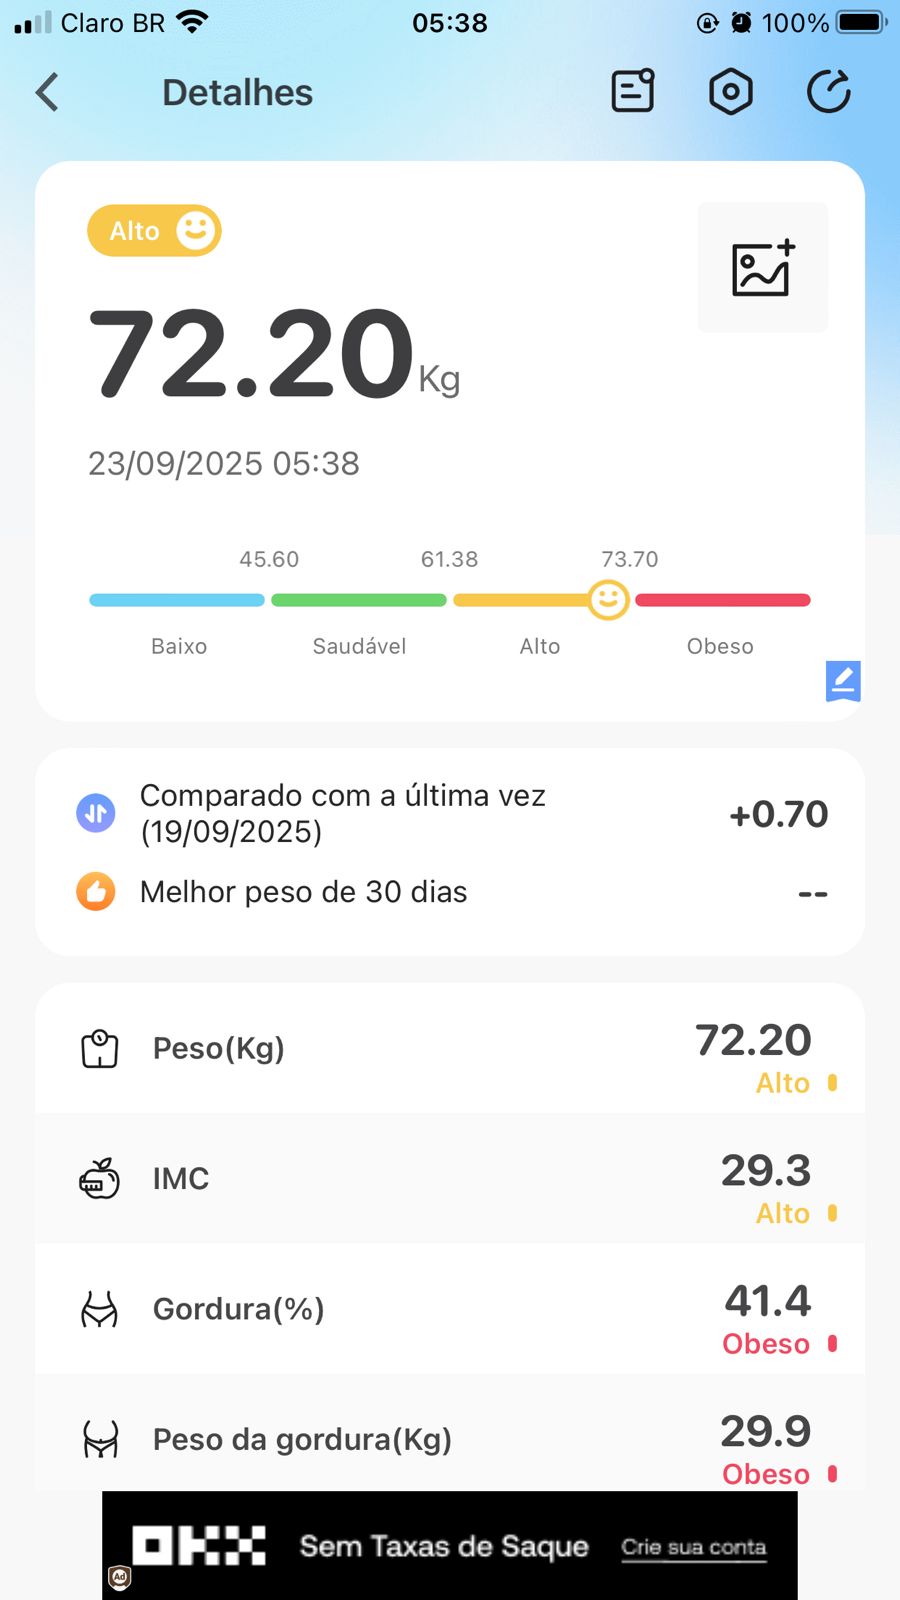 Claro BR 05:38 100%
Detalhes
Alto
72.20 Kg
23/09/2025 05:38
45.60 61.38 73.70
Baixo Saudável Alto Obeso
Comparado com a última vez
(19/09/2025)
+0.70
Melhor peso de 30 dias --
Peso(Kg) 72.20
Alto
IMC 29.3
Alto
Gordura(%) 41.4
Obeso
Peso da gordura(Kg) 29.9
Obeso
OKX Sem Taxas de Saque Crie sua conta
Ad